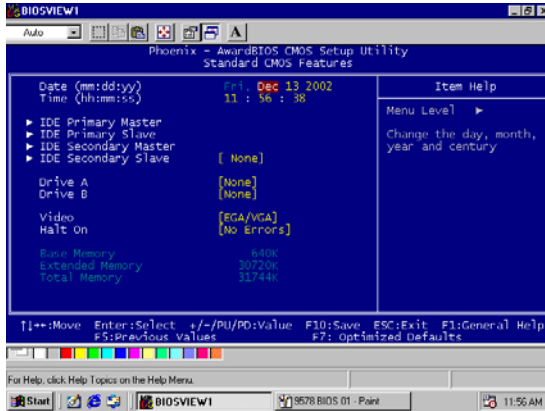 BIOSVIEW1
Auto
A
Phoenix - AwardBIOS CMOS Setup Utility
Standard CMOS Features
Date (mm:dd:yy) Fri, Dec 13 2002
Time (hh:mm:ss) 11 : 56 : 38
► IDE Primary Master
► IDE Primary Slave
► IDE Secondary Master
► IDE Secondary Slave [ None]
Drive A [None]
Drive B [None]
Video [EGA/VGA]
Halt On [No Errors]
Base Memory 640K
Extended Memory 30720K
Total Memory 31744K
Item Help
Menu Level ►
Change the day, month,
year and century
↑↓→←:Move Enter:Select +/-/PU/PD:Value F10:Save ESC:Exit F1:General Help
F5:Previous Values F7: Optimized Defaults
For Help, click Help Topics on the Help Menu.
Start BIOSVIEW1 9578 BIOS 01 - Paint 11:56 AM